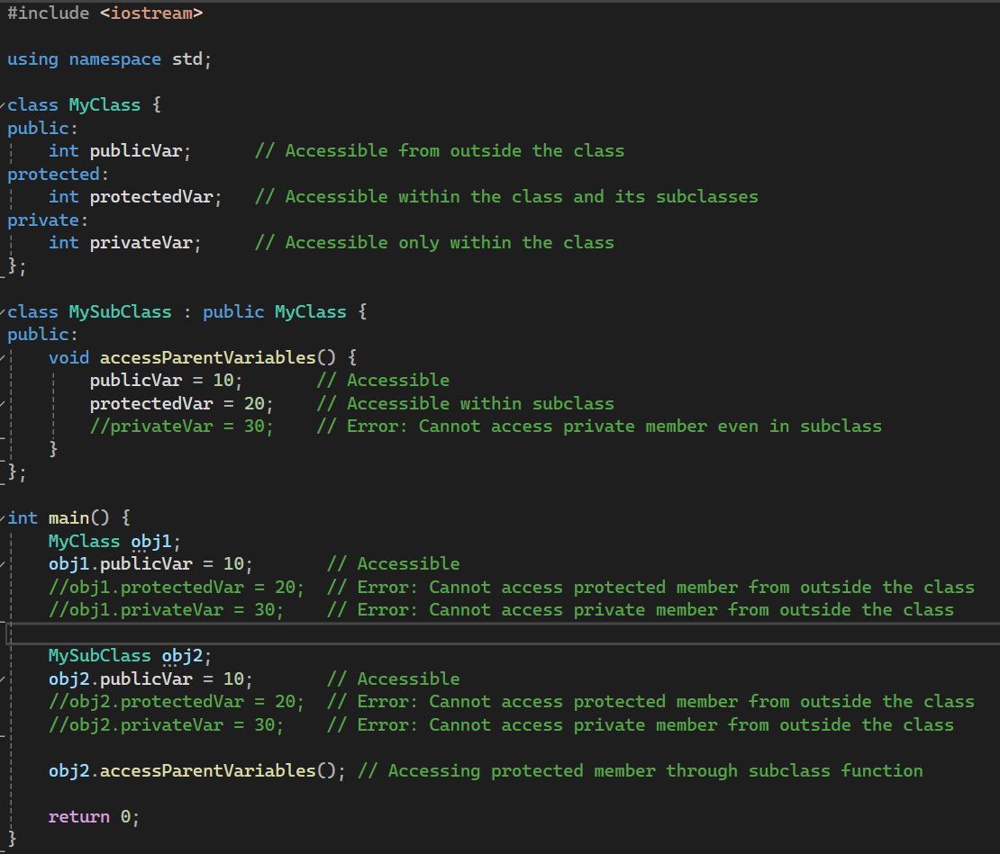 #include <iostream>
using namespace std;
class MyClass {
public:
    int publicVar;      // Accessible from outside the class
protected:
    int protectedVar;   // Accessible within the class and its subclasses
private:
    int privateVar;     // Accessible only within the class
};
class MySubClass : public MyClass {
public:
    void accessParentVariables() {
        publicVar = 10;       // Accessible
        protectedVar = 20;    // Accessible within subclass
        //privateVar = 30;    // Error: Cannot access private member even in subclass
    }
};
int main() {
    MyClass obj1;
    obj1.publicVar = 10;       // Accessible
    //obj1.protectedVar = 20;  // Error: Cannot access protected member from outside the class
    //obj1.privateVar = 30;    // Error: Cannot access private member from outside the class
    MySubClass obj2;
    obj2.publicVar = 10;       // Accessible
    //obj2.protectedVar = 20;  // Error: Cannot access protected member from outside the class
    //obj2.privateVar = 30;    // Error: Cannot access private member from outside the class
    obj2.accessParentVariables(); // Accessing protected member through subclass function
    return 0;
}